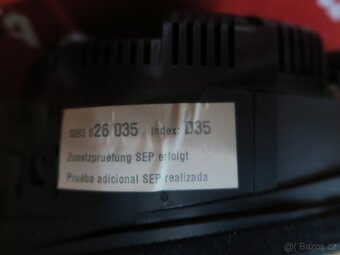 0263 626 035 Index: D35
Zusatzpruefung SEP erfolgt
Prueba adicional SEP realizada
Bazos.cz